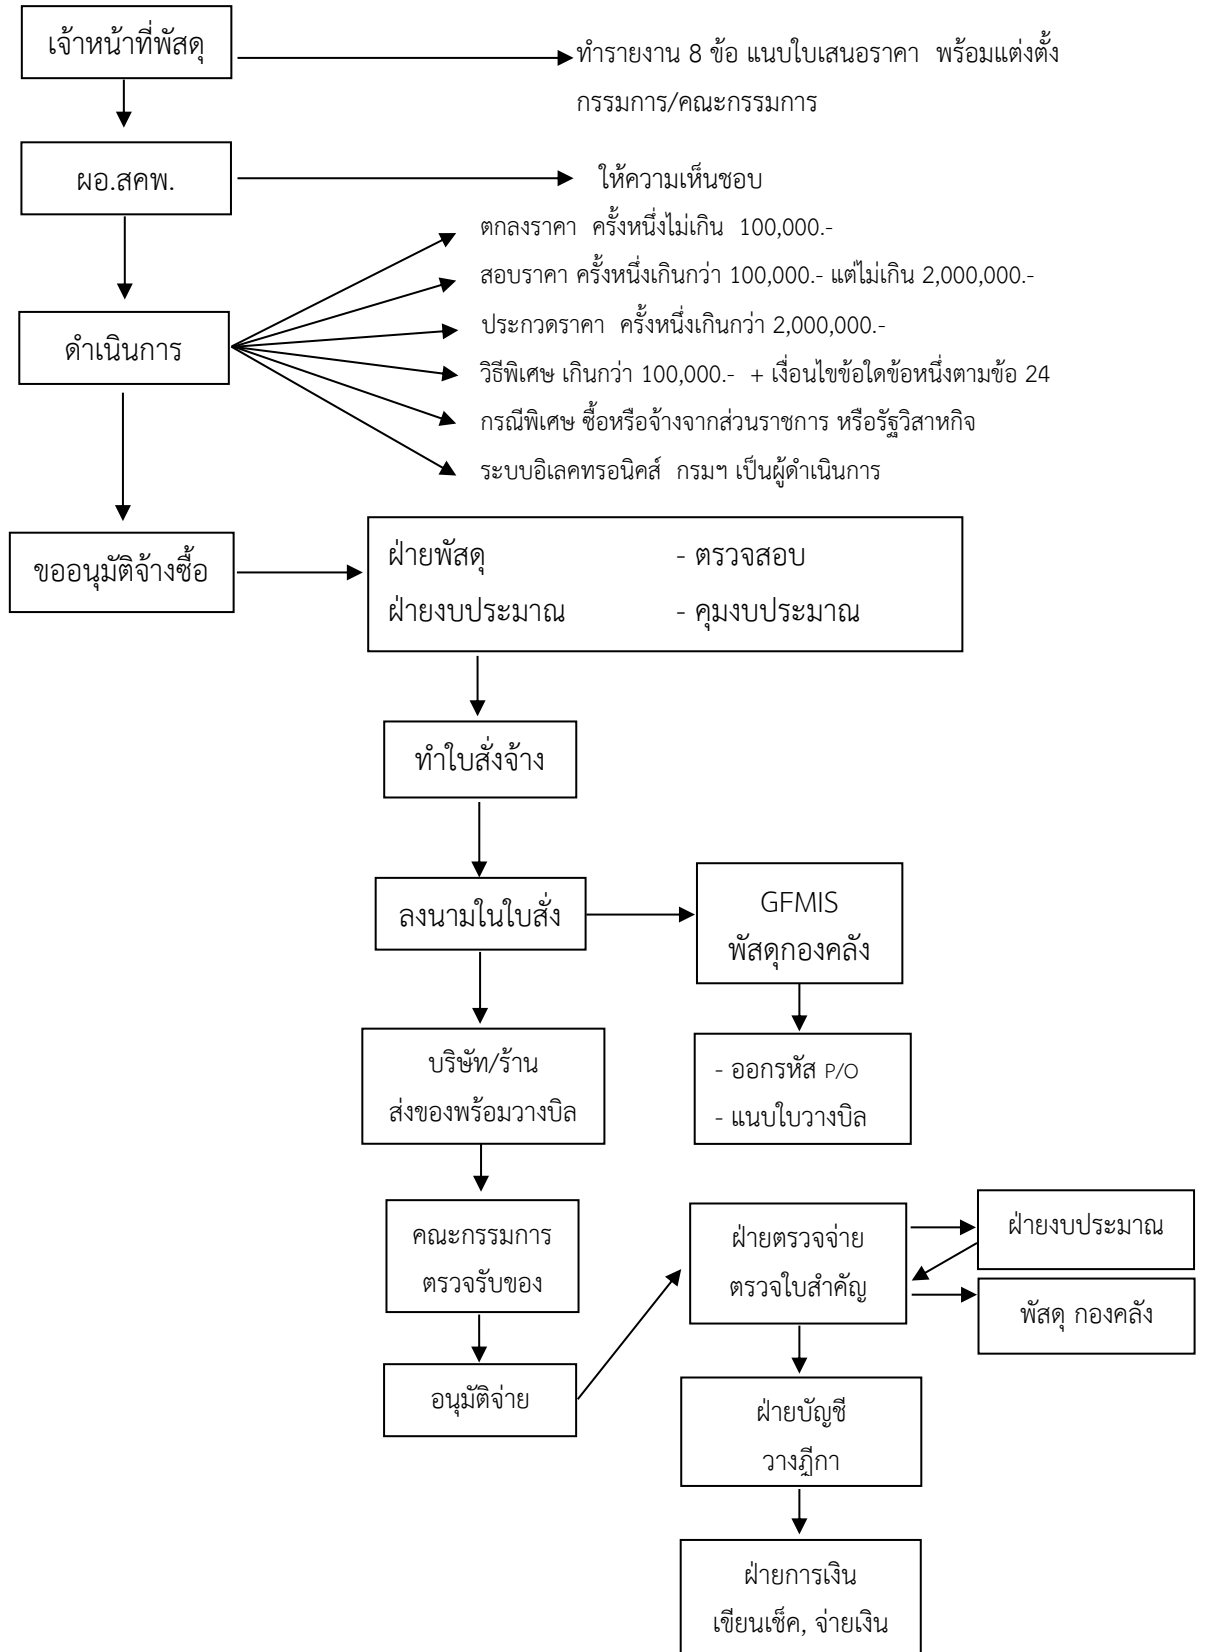 เจ้าหน้าที่พัสดุ
ทำรายงาน 8 ข้อ แนบใบเสนอราคา พร้อมแต่งตั้ง
กรรมการ/คณะกรรมการ
ผอ.สคพ.
ให้ความเห็นชอบ
ตกลงราคา ครั้งหนึ่งไม่เกิน 100,000.-
สอบราคา ครั้งหนึ่งเกินกว่า 100,000.- แต่ไม่เกิน 2,000,000.-
ดำเนินการ
ประกวดราคา ครั้งหนึ่งเกินกว่า 2,000,000.-
วิธีพิเศษ เกินกว่า 100,000.- + เงื่อนไขข้อใดข้อหนึ่งตามข้อ 24
กรณีพิเศษ ซื้อหรือจ้างจากส่วนราชการ หรือรัฐวิสาหกิจ
ระบบอิเลคทรอนิคส์ กรมฯ เป็นผู้ดำเนินการ
ขออนุมัติจ้างซื้อ
ฝ่ายพัสดุ - ตรวจสอบ
ฝ่ายงบประมาณ - คุมงบประมาณ
ทำใบสั่งจ้าง
ลงนามในใบสั่ง
GFMIS
พัสดุกองคลัง
บริษัท/ร้าน
ส่งของพร้อมวางบิล
- ออกรหัส P/O
- แนบใบวางบิล
คณะกรรมการ
ตรวจรับของ
ฝ่ายตรวจจ่าย
ตรวจใบสำคัญ
ฝ่ายงบประมาณ
พัสดุ กองคลัง
อนุมัติจ่าย
ฝ่ายบัญชี
วางฎีกา
ฝ่ายการเงิน
เขียนเช็ค, จ่ายเงิน